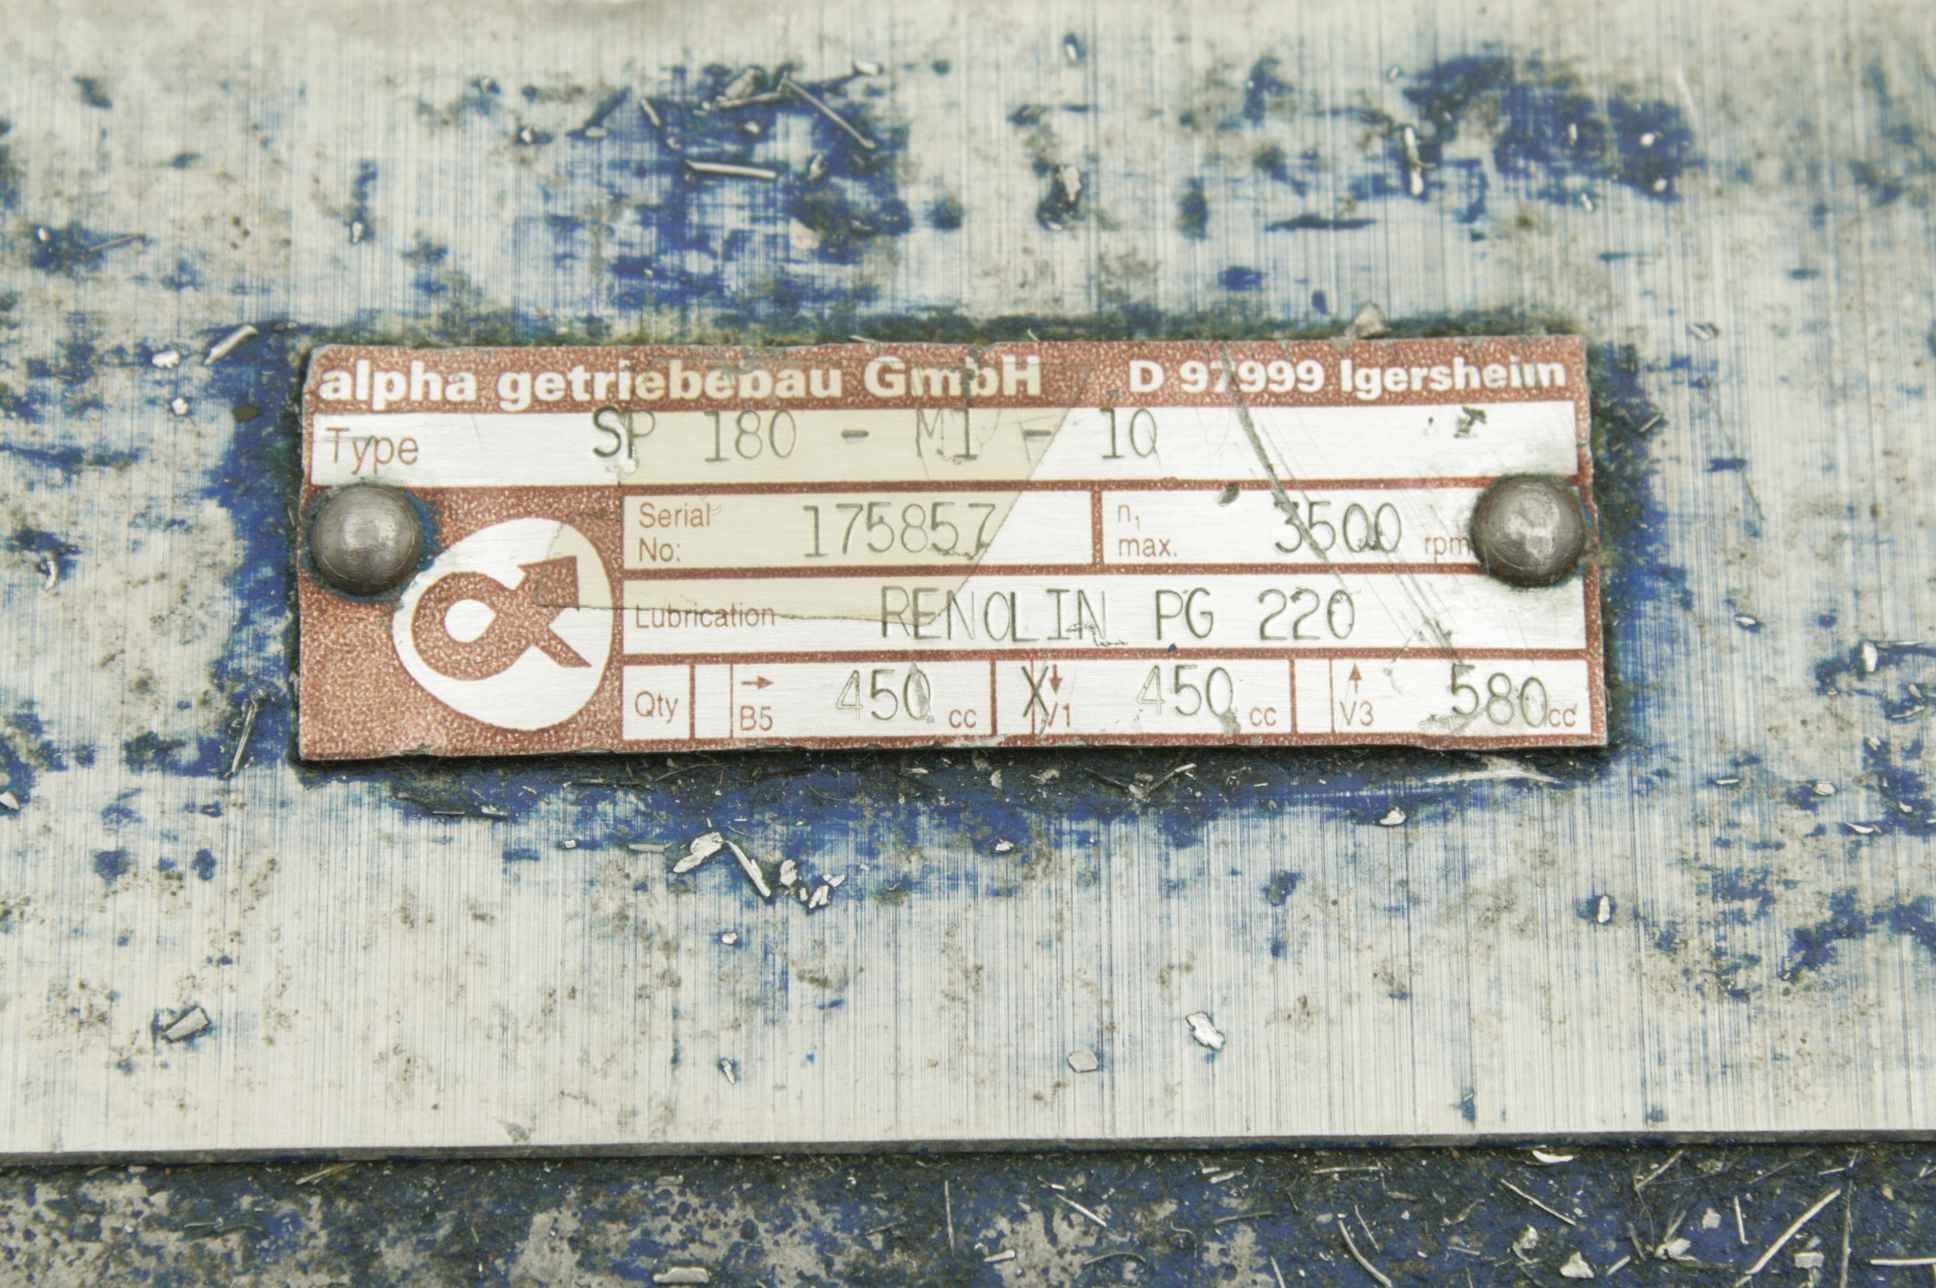 alpha getriebebau GmbH D 97999 Igersheim
Type SP 180 - M1 - 10
Serial No: 175857 n1 max. 3500 rpm
Lubrication RENOLIN PG 220
Qty → B5 450 cc X ↓ V1 450 cc ↑ V3 580 cc